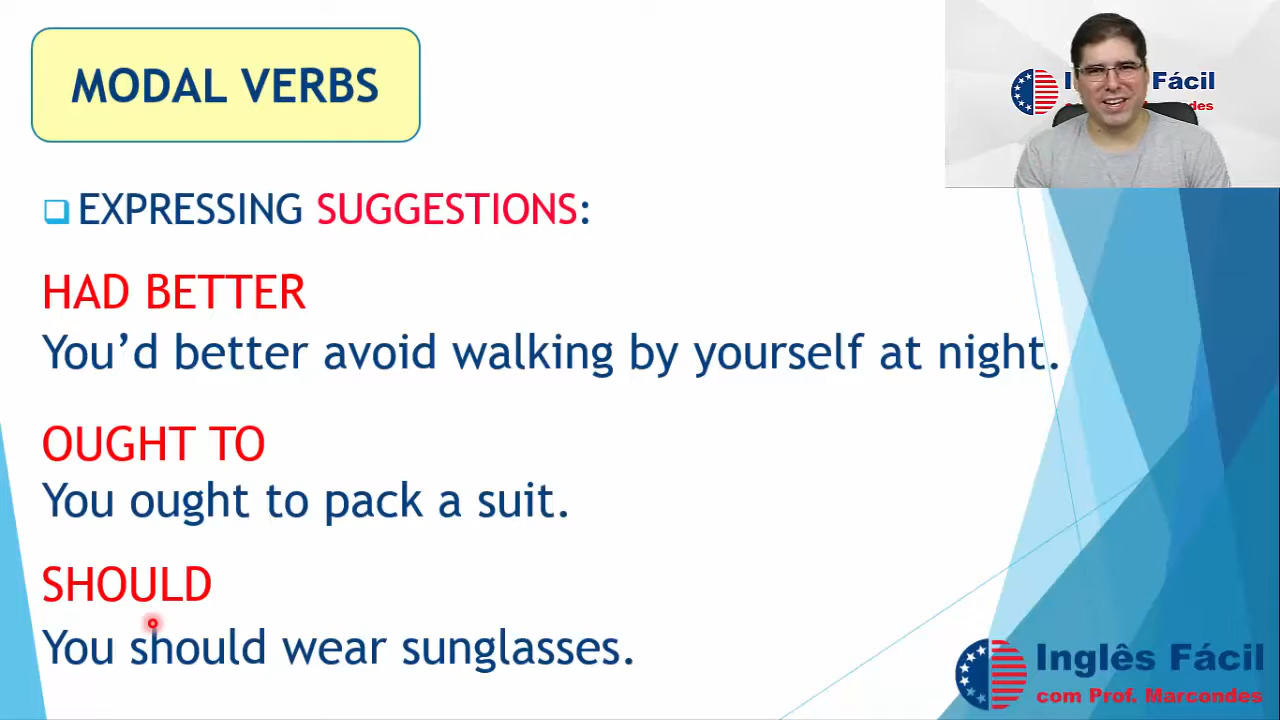 MODAL VERBS
Inglês Fácil
EXPRESSING SUGGESTIONS:
HAD BETTER
You’d better avoid walking by yourself at night.
OUGHT TO
You ought to pack a suit.
SHOULD
You should wear sunglasses.
Inglês Fácil
com Prof. Marcondes